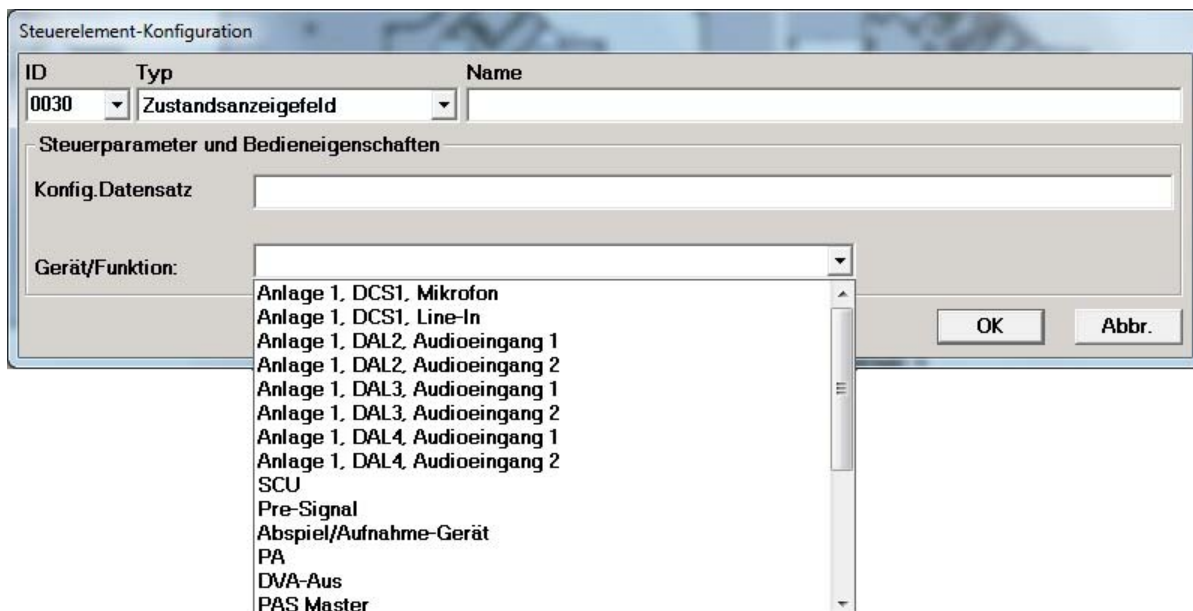 Steuerelement-Konfiguration
ID Typ Name
0030 Zustandsanzeigefeld
Steuerparameter und Bedieneigenschaften
Konfig.Datensatz
Gerät/Funktion:
Anlage 1, DCS1, Mikrofon
Anlage 1, DCS1, Line-In
Anlage 1, DAL2, Audioeingang 1
Anlage 1, DAL2, Audioeingang 2
Anlage 1, DAL3, Audioeingang 1
Anlage 1, DAL3, Audioeingang 2
Anlage 1, DAL4, Audioeingang 1
Anlage 1, DAL4, Audioeingang 2
SCU
Pre-Signal
Abspiel/Aufnahme-Gerät
PA
DVA-Aus
PAS Master
OK Abbr.